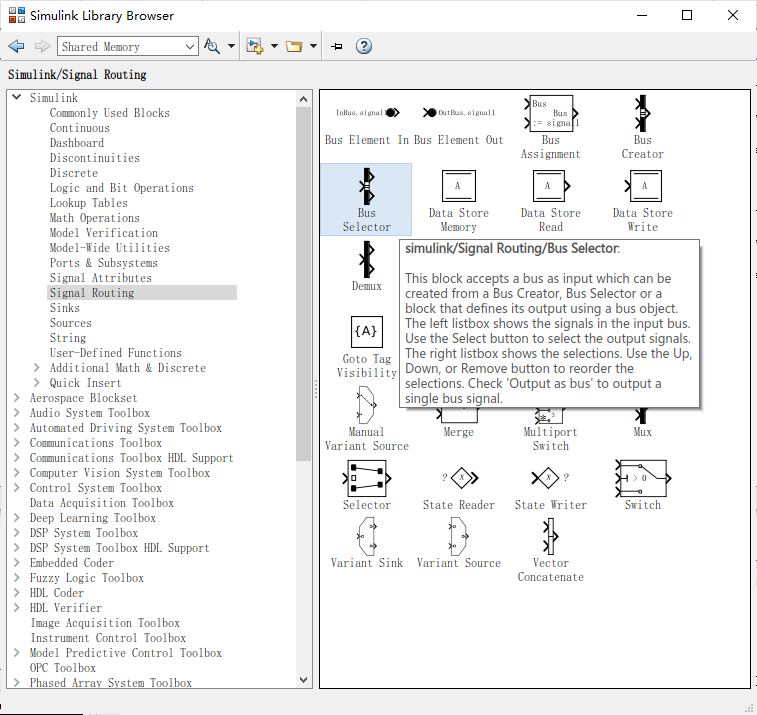 Simulink Library Browser
Shared Memory
Simulink/Signal Routing
Simulink
Commonly Used Blocks
Continuous
Dashboard
Discontinuities
Discrete
Logic and Bit Operations
Lookup Tables
Math Operations
Model Verification
Model-Wide Utilities
Ports & Subsystems
Signal Attributes
Signal Routing
Sinks
Sources
String
User-Defined Functions
Additional Math & Discrete
Quick Insert
Aerospace Blockset
Audio System Toolbox
Automated Driving System Toolbox
Communications Toolbox
Communications Toolbox HDL Support
Computer Vision System Toolbox
Control System Toolbox
Data Acquisition Toolbox
Deep Learning Toolbox
DSP System Toolbox
DSP System Toolbox HDL Support
Embedded Coder
Fuzzy Logic Toolbox
HDL Coder
HDL Verifier
Image Acquisition Toolbox
Instrument Control Toolbox
Model Predictive Control Toolbox
OPC Toolbox
Phased Array System Toolbox
InBus.signal1
OutBus.signal1
Bus
Bus
:= signal1
Bus Element In
Bus Element Out
Bus
Assignment
Bus
Creator
A
A
A
Bus
Selector
Data Store
Memory
Data Store
Read
Data Store
Write
simulink/Signal Routing/Bus Selector:
This block accepts a bus as input which can be
created from a Bus Creator, Bus Selector or a
block that defines its output using a bus object.
The left listbox shows the signals in the input bus.
Use the Select button to select the output signals.
The right listbox shows the selections. Use the Up,
Down, or Remove button to reorder the
selections. Check 'Output as bus' to output a
single bus signal.
Demux
{A}
Goto Tag
Visibility
Manual
Variant Source
Merge
Multiport
Switch
Mux
? X
X ?
> 0
Selector
State Reader
State Writer
Switch
Variant Sink
Variant Source
Vector
Concatenate